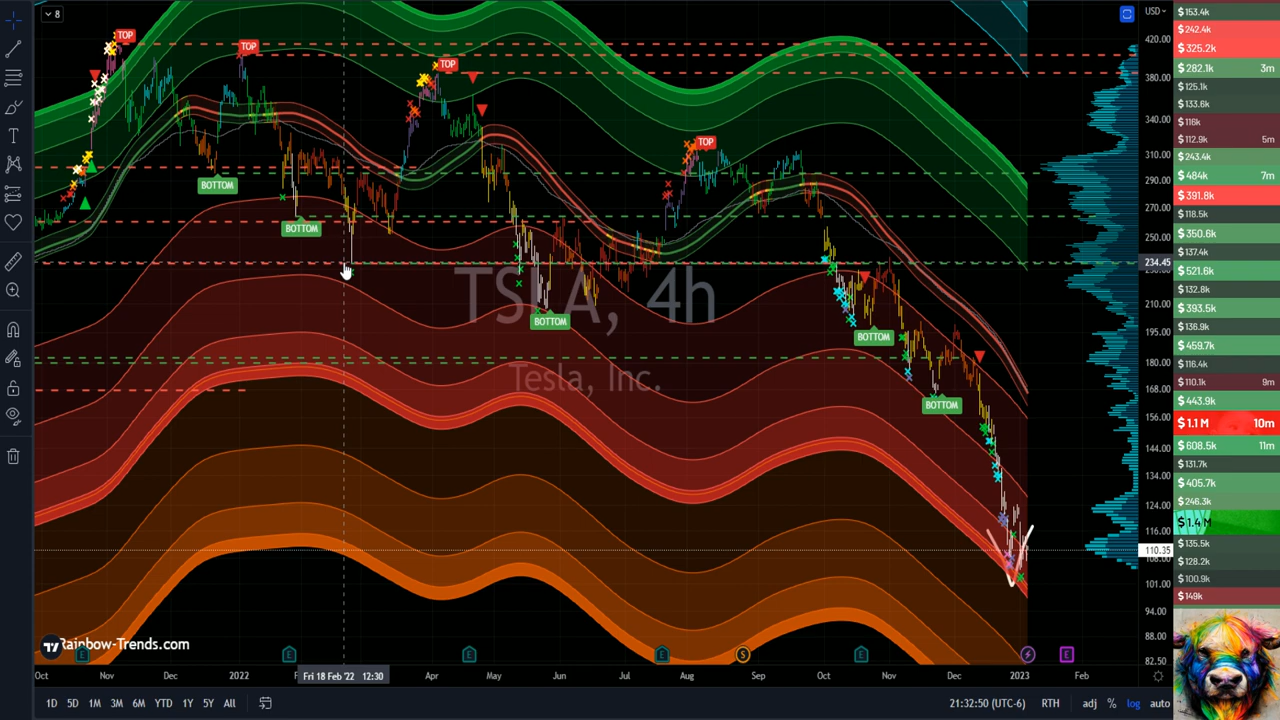 8
USD
TOP
TOP
TOP
TOP
BOTTOM
BOTTOM
BOTTOM
BOTTOM
BOTTOM
TSLA, 4h
Tesla, Inc.
420.00
380.00
340.00
310.00
290.00
270.00
250.00
234.45
210.00
195.00
180.00
168.00
156.00
144.00
134.00
124.00
116.00
110.35
101.00
94.00
88.00
82.50
Rainbow-Trends.com
E
E
E
E
S
E
E
Oct
Nov
Dec
2022
Fri 18 Feb '22 12:30
Apr
May
Jun
Jul
Aug
Sep
Oct
Nov
Dec
2023
Feb
1D 5D 1M 3M 6M YTD 1Y 5Y All
21:32:50 (UTC-6) RTH adj % log auto
$153.4k
$242.4k
$325.2k
$282.1k 3m
$125.1k
$133.6k
$116k
$112.9k 5m
$243.4k
$484k 7m
$391.8k
$118.5k
$350.6k
$137.4k
$521.6k
$132.8k
$393.5k
$136.9k
$459.7k
$116.4k
$110.1k 9m
$443.9k
$1.1 M 10m
$608.5k 11m
$131.7k
$405.7k
$246.3k
$1.4 M
$135.5k
$128.2k
$100.9k
$149k